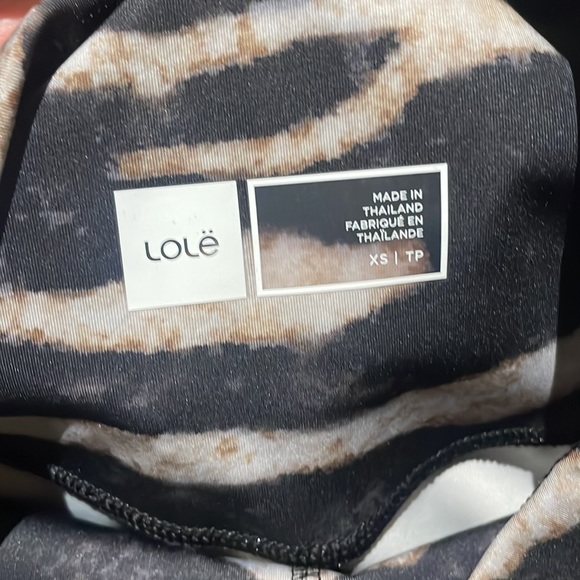 Lolë
MADE IN
THAILAND
FABRIQUÉ EN
THAÏLANDE
XS | TP